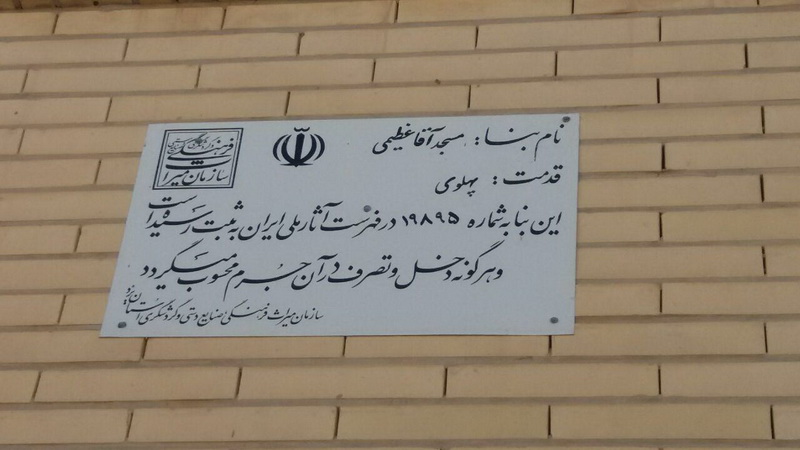 نام بنا: مسجد آقا عظیمی
قدمت: پهلوی
این بنا به شماره ۱۹۸۹۵ در فهرست آثار ملی ایران به ثبت رسیده است
و هرگونه دخل و تصرف در آن جرم محسوب میگردد
سازمان میراث فرهنگی صنایع دستی و گردشگری استان یزد
سازمان میراث فرهنگی